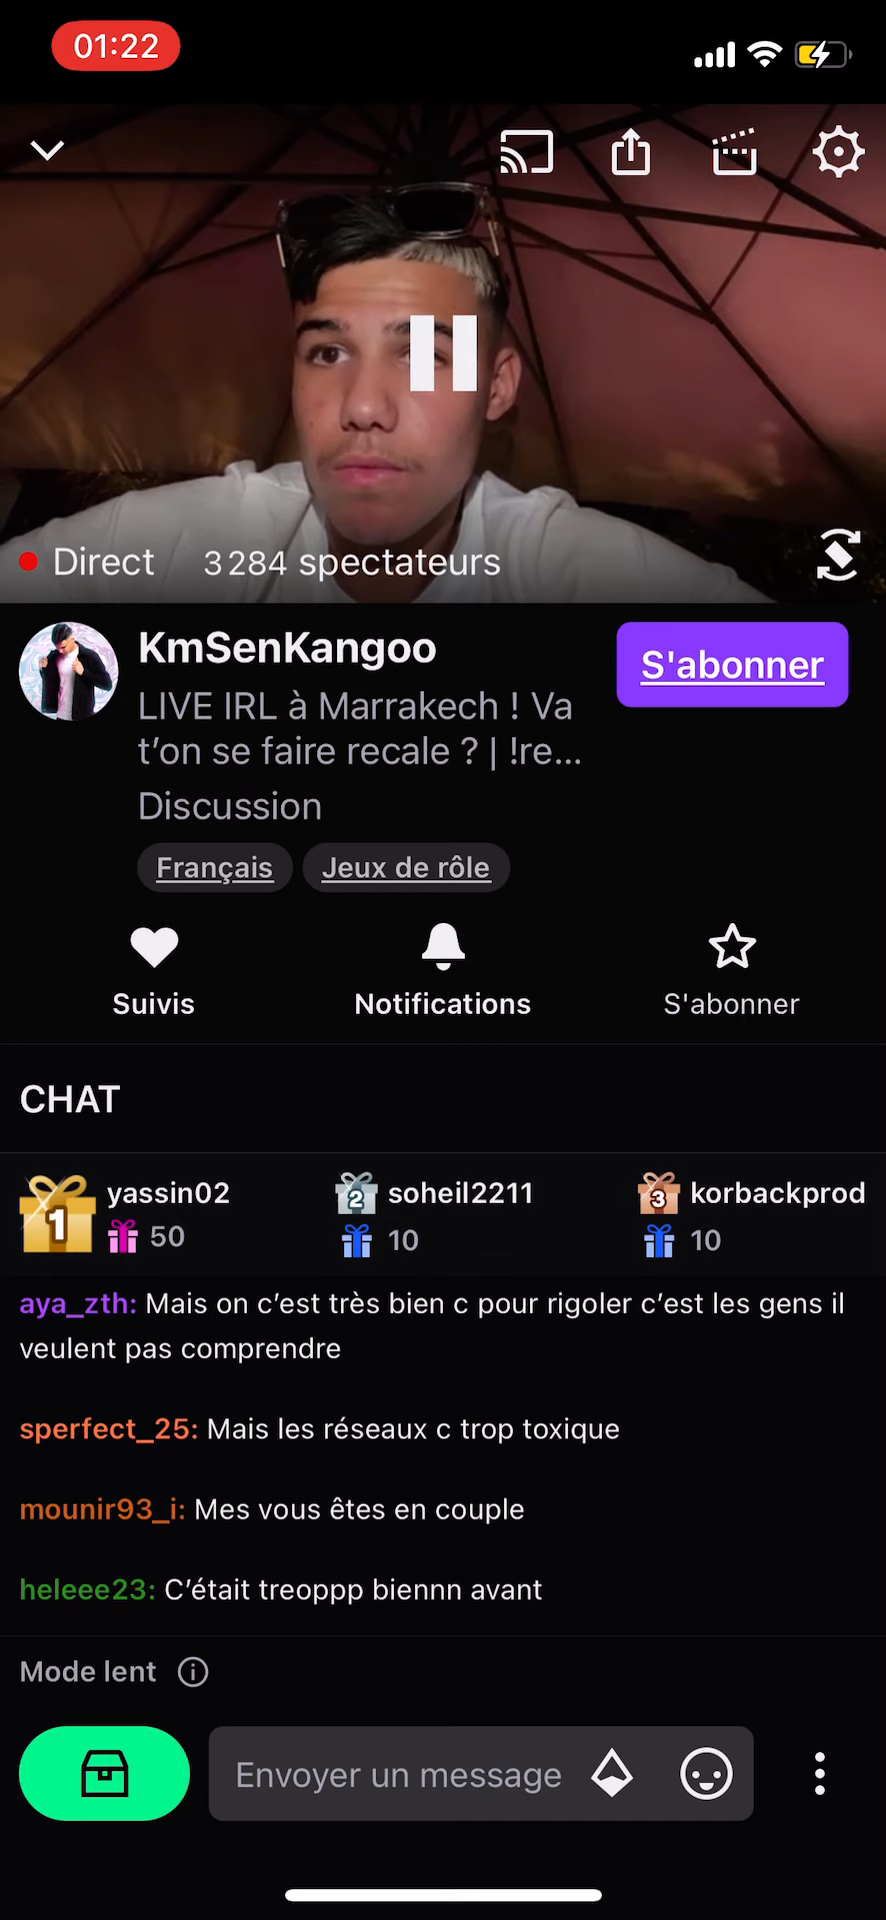 01:22
Direct 3 284 spectateurs
KmSenKangoo
S'abonner
LIVE IRL à Marrakech ! Va
t’on se faire recale ? | !re...
Discussion
Français Jeux de rôle
Suivis Notifications S'abonner
CHAT
1 yassin02 2 soheil2211 3 korbackprod
50 10 10
aya_zth: Mais on c’est très bien c pour rigoler c’est les gens il
veulent pas comprendre
sperfect_25: Mais les réseaux c trop toxique
mounir93_i: Mes vous êtes en couple
heleee23: C’était treoppp biennn avant
Mode lent
Envoyer un message